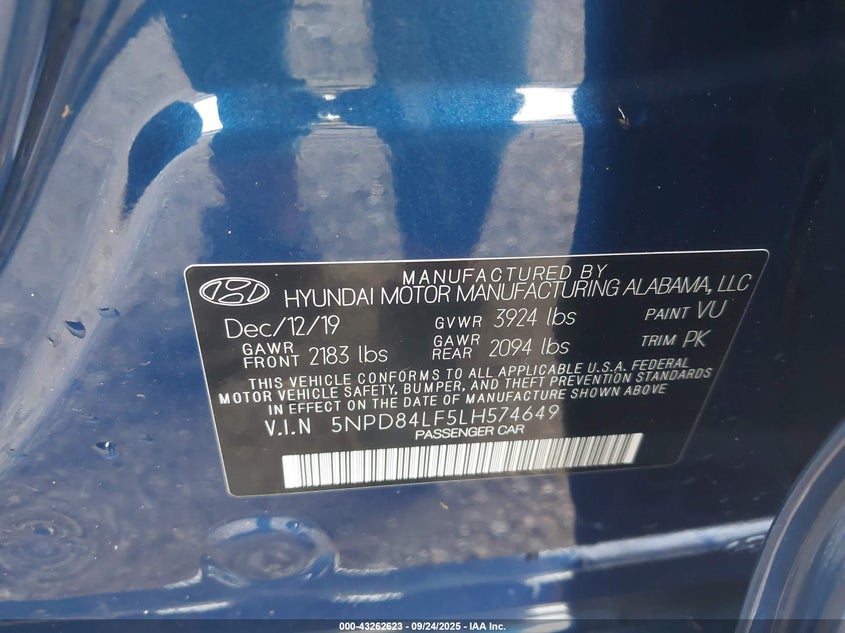 MANUFACTURED BY
HYUNDAI MOTOR MANUFACTURING ALABAMA, LLC
Dec/12/19 GVWR 3924 lbs PAINT VU
GAWR FRONT 2183 lbs GAWR REAR 2094 lbs TRIM PK
THIS VEHICLE CONFORMS TO ALL APPLICABLE U.S.A. FEDERAL
MOTOR VEHICLE SAFETY, BUMPER, AND THEFT PREVENTION STANDARDS
IN EFFECT ON THE DATE OF MANUFACTURE SHOWN ABOVE.
V.I.N 5NPD84LF5LH574649
PASSENGER CAR
000-43262623 - 09/24/2025 - IAA Inc.